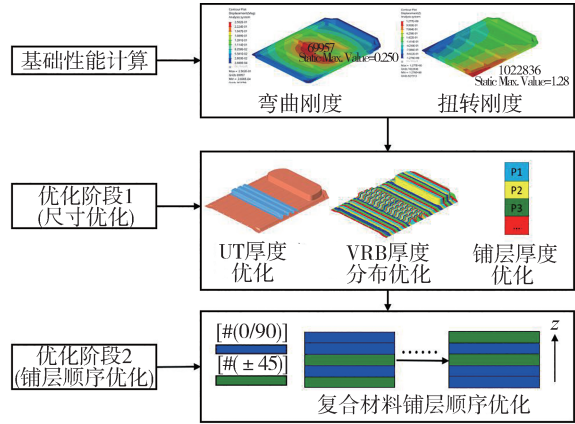 基础性能计算
Contour Plot
69957
Static Max. Value=0.250
弯曲刚度
Contour Plot
1022836
Static Max. Value=1.28
扭转刚度
优化阶段1
(尺寸优化)
UT厚度
优化
VRB厚度
分布优化
P1
P2
P3
...
铺层厚度
优化
优化阶段2
(铺层顺序优化)
[#(0/90)]
[#(±45)]
......
z
复合材料铺层顺序优化